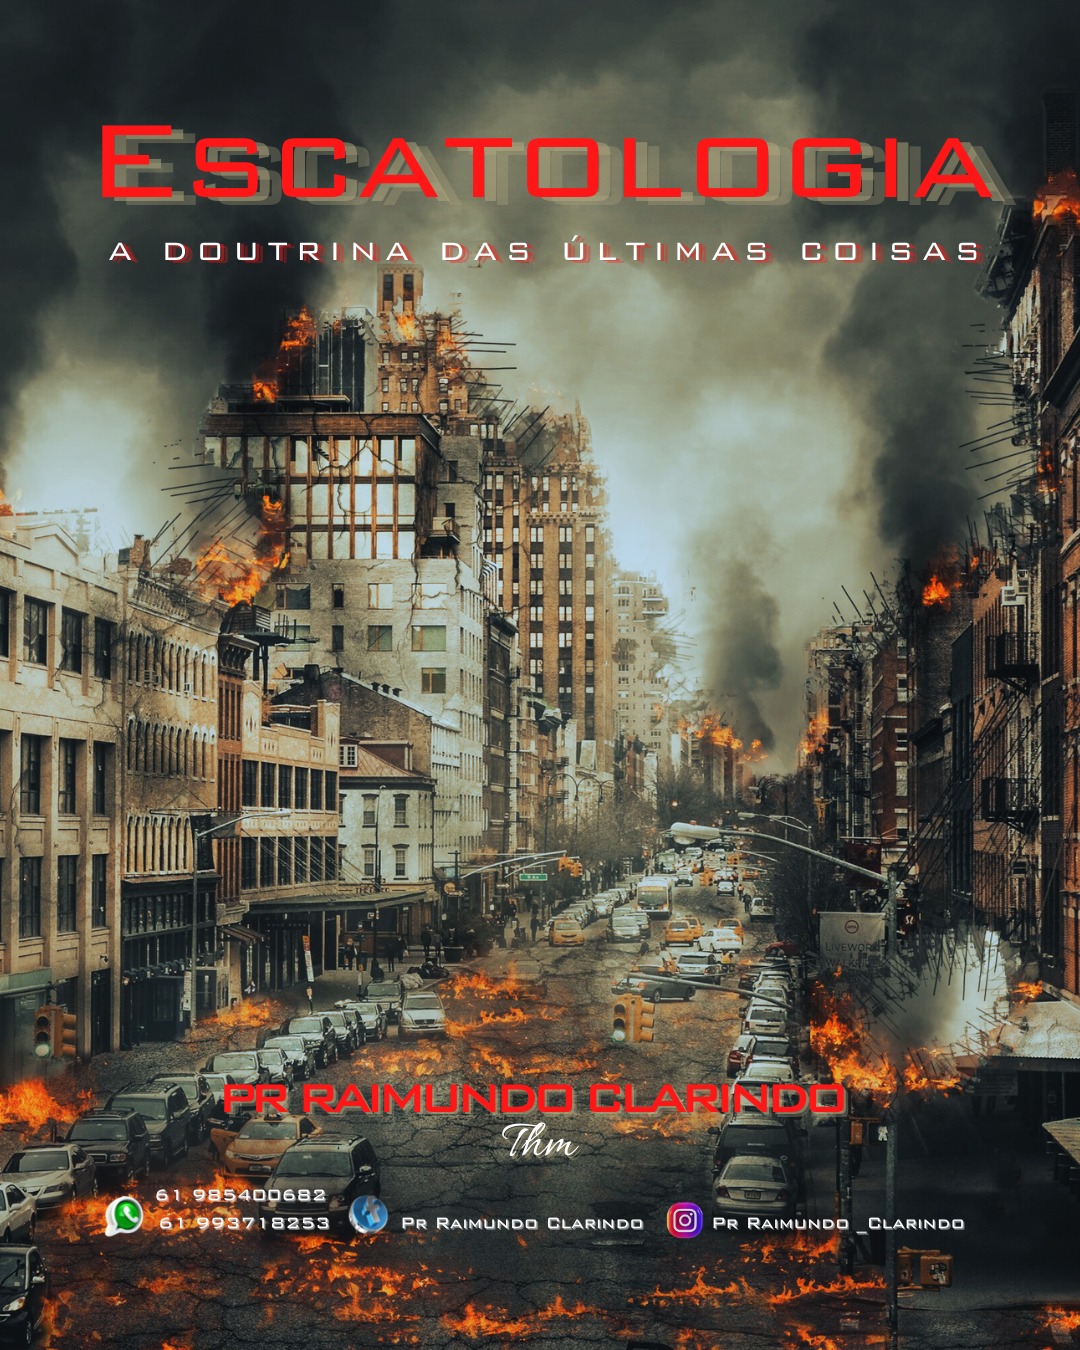 ESCATOLOGIA
A DOUTRINA DAS ÚLTIMAS COISAS
LIVEWOR
PR RAIMUNDO CLARINDO
Thm
61 985400682
61 993718253
Pr Raimundo Clarindo
Pr Raimundo _Clarindo